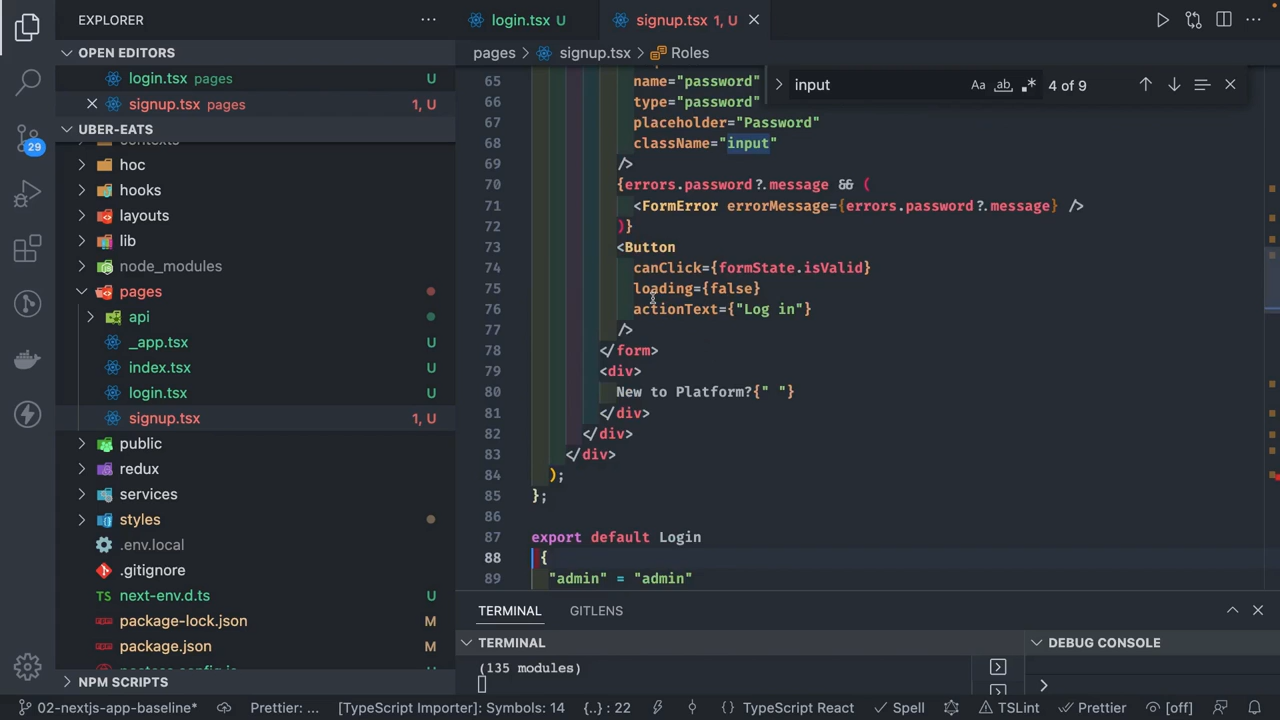 EXPLORER
OPEN EDITORS
login.tsx pages U
signup.tsx pages 1, U
UBER-EATS
contexts
hoc
hooks
layouts
lib
node_modules
pages
api
_app.tsx U
index.tsx U
login.tsx U
signup.tsx 1, U
public
redux
services
styles
.env.local
.gitignore
next-env.d.ts U
package-lock.json M
package.json M
postcss.config.js
NPM SCRIPTS
29
login.tsx U
signup.tsx 1, U
pages > signup.tsx > Roles
input
Aa ab 4 of 9
65 name="password"
66 type="password"
67 placeholder="Password"
68 className="input"
69 />
70 {errors.password?.message && (
71 <FormError errorMessage={errors.password?.message} />
72 )}
73 <Button
74 canClick={formState.isValid}
75 loading={false}
76 actionText={"Log in"}
77 />
78 </form>
79 <div>
80 New to Platform?{" "}
81 </div>
82 </div>
83 </div>
84 );
85 };
86
87 export default Login
88 {
89 "admin" = "admin"
TERMINAL GITLENS
TERMINAL
(135 modules)
DEBUG CONSOLE
02-nextjs-app-baseline* Prettier: ... [TypeScript Importer]: Symbols: 14 {..} : 22 TypeScript React Spell TSLint Prettier [off]